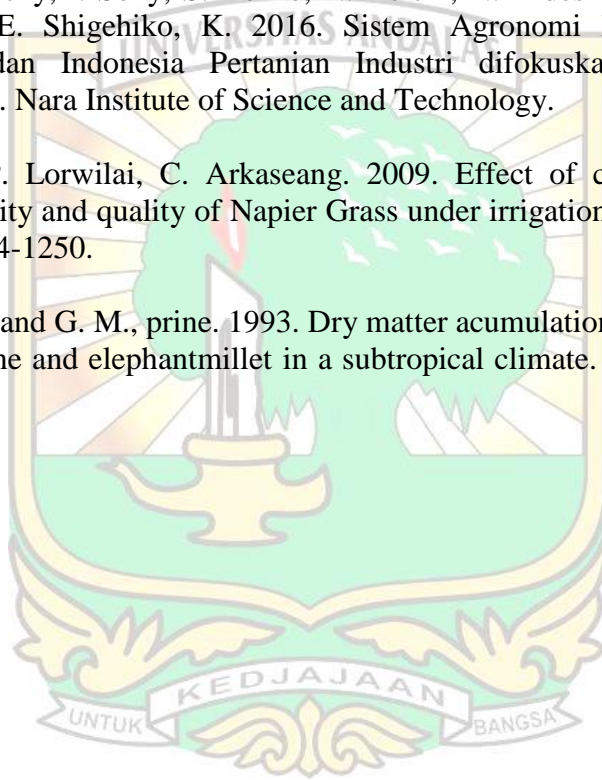 E. Shigehiko, K. 2016. Sistem Agronomi
dan Indonesia Pertanian Industri difokuska
. Nara Institute of Science and Technology.
. Lorwilai, C. Arkaseang. 2009. Effect of c
ity and quality of Napier Grass under irrigation
4-1250.
and G. M., prine. 1993. Dry matter acumulation
ne and elephantmillet in a subtropical climate.
UNIVERSITAS ANDALAS
UNTUK KEDJAJAAN BANGSA